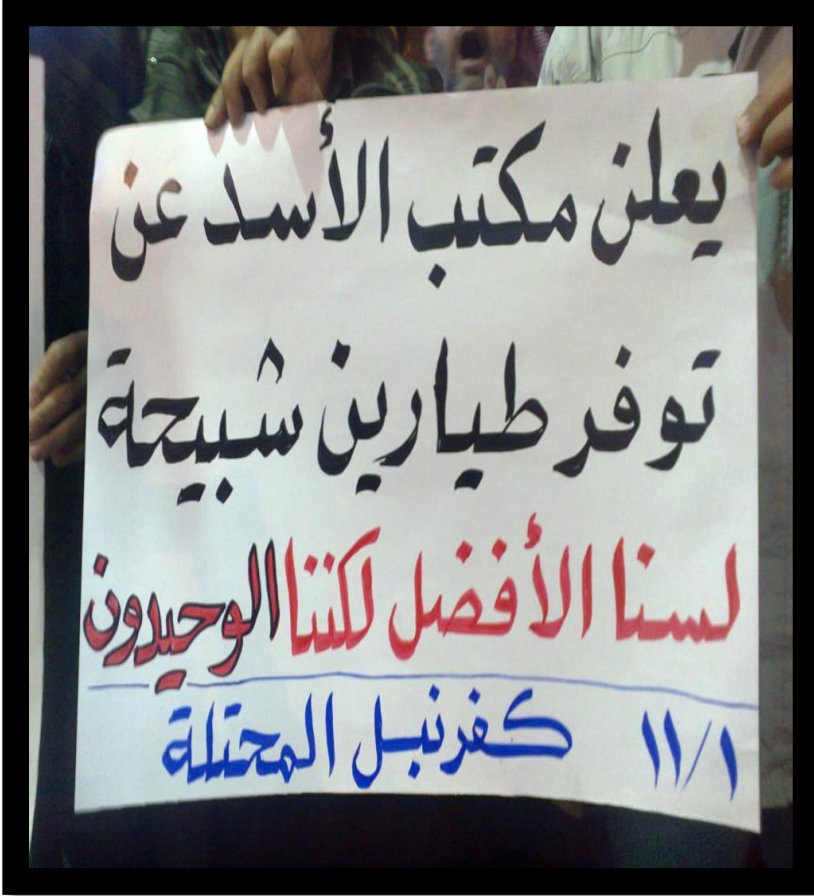 يعلن مكتب الأسد عن
توفر طيارين شبيحة
لسنا الأفضل لكننا الوحيدون
١١/١ كفرنبل المحتلة